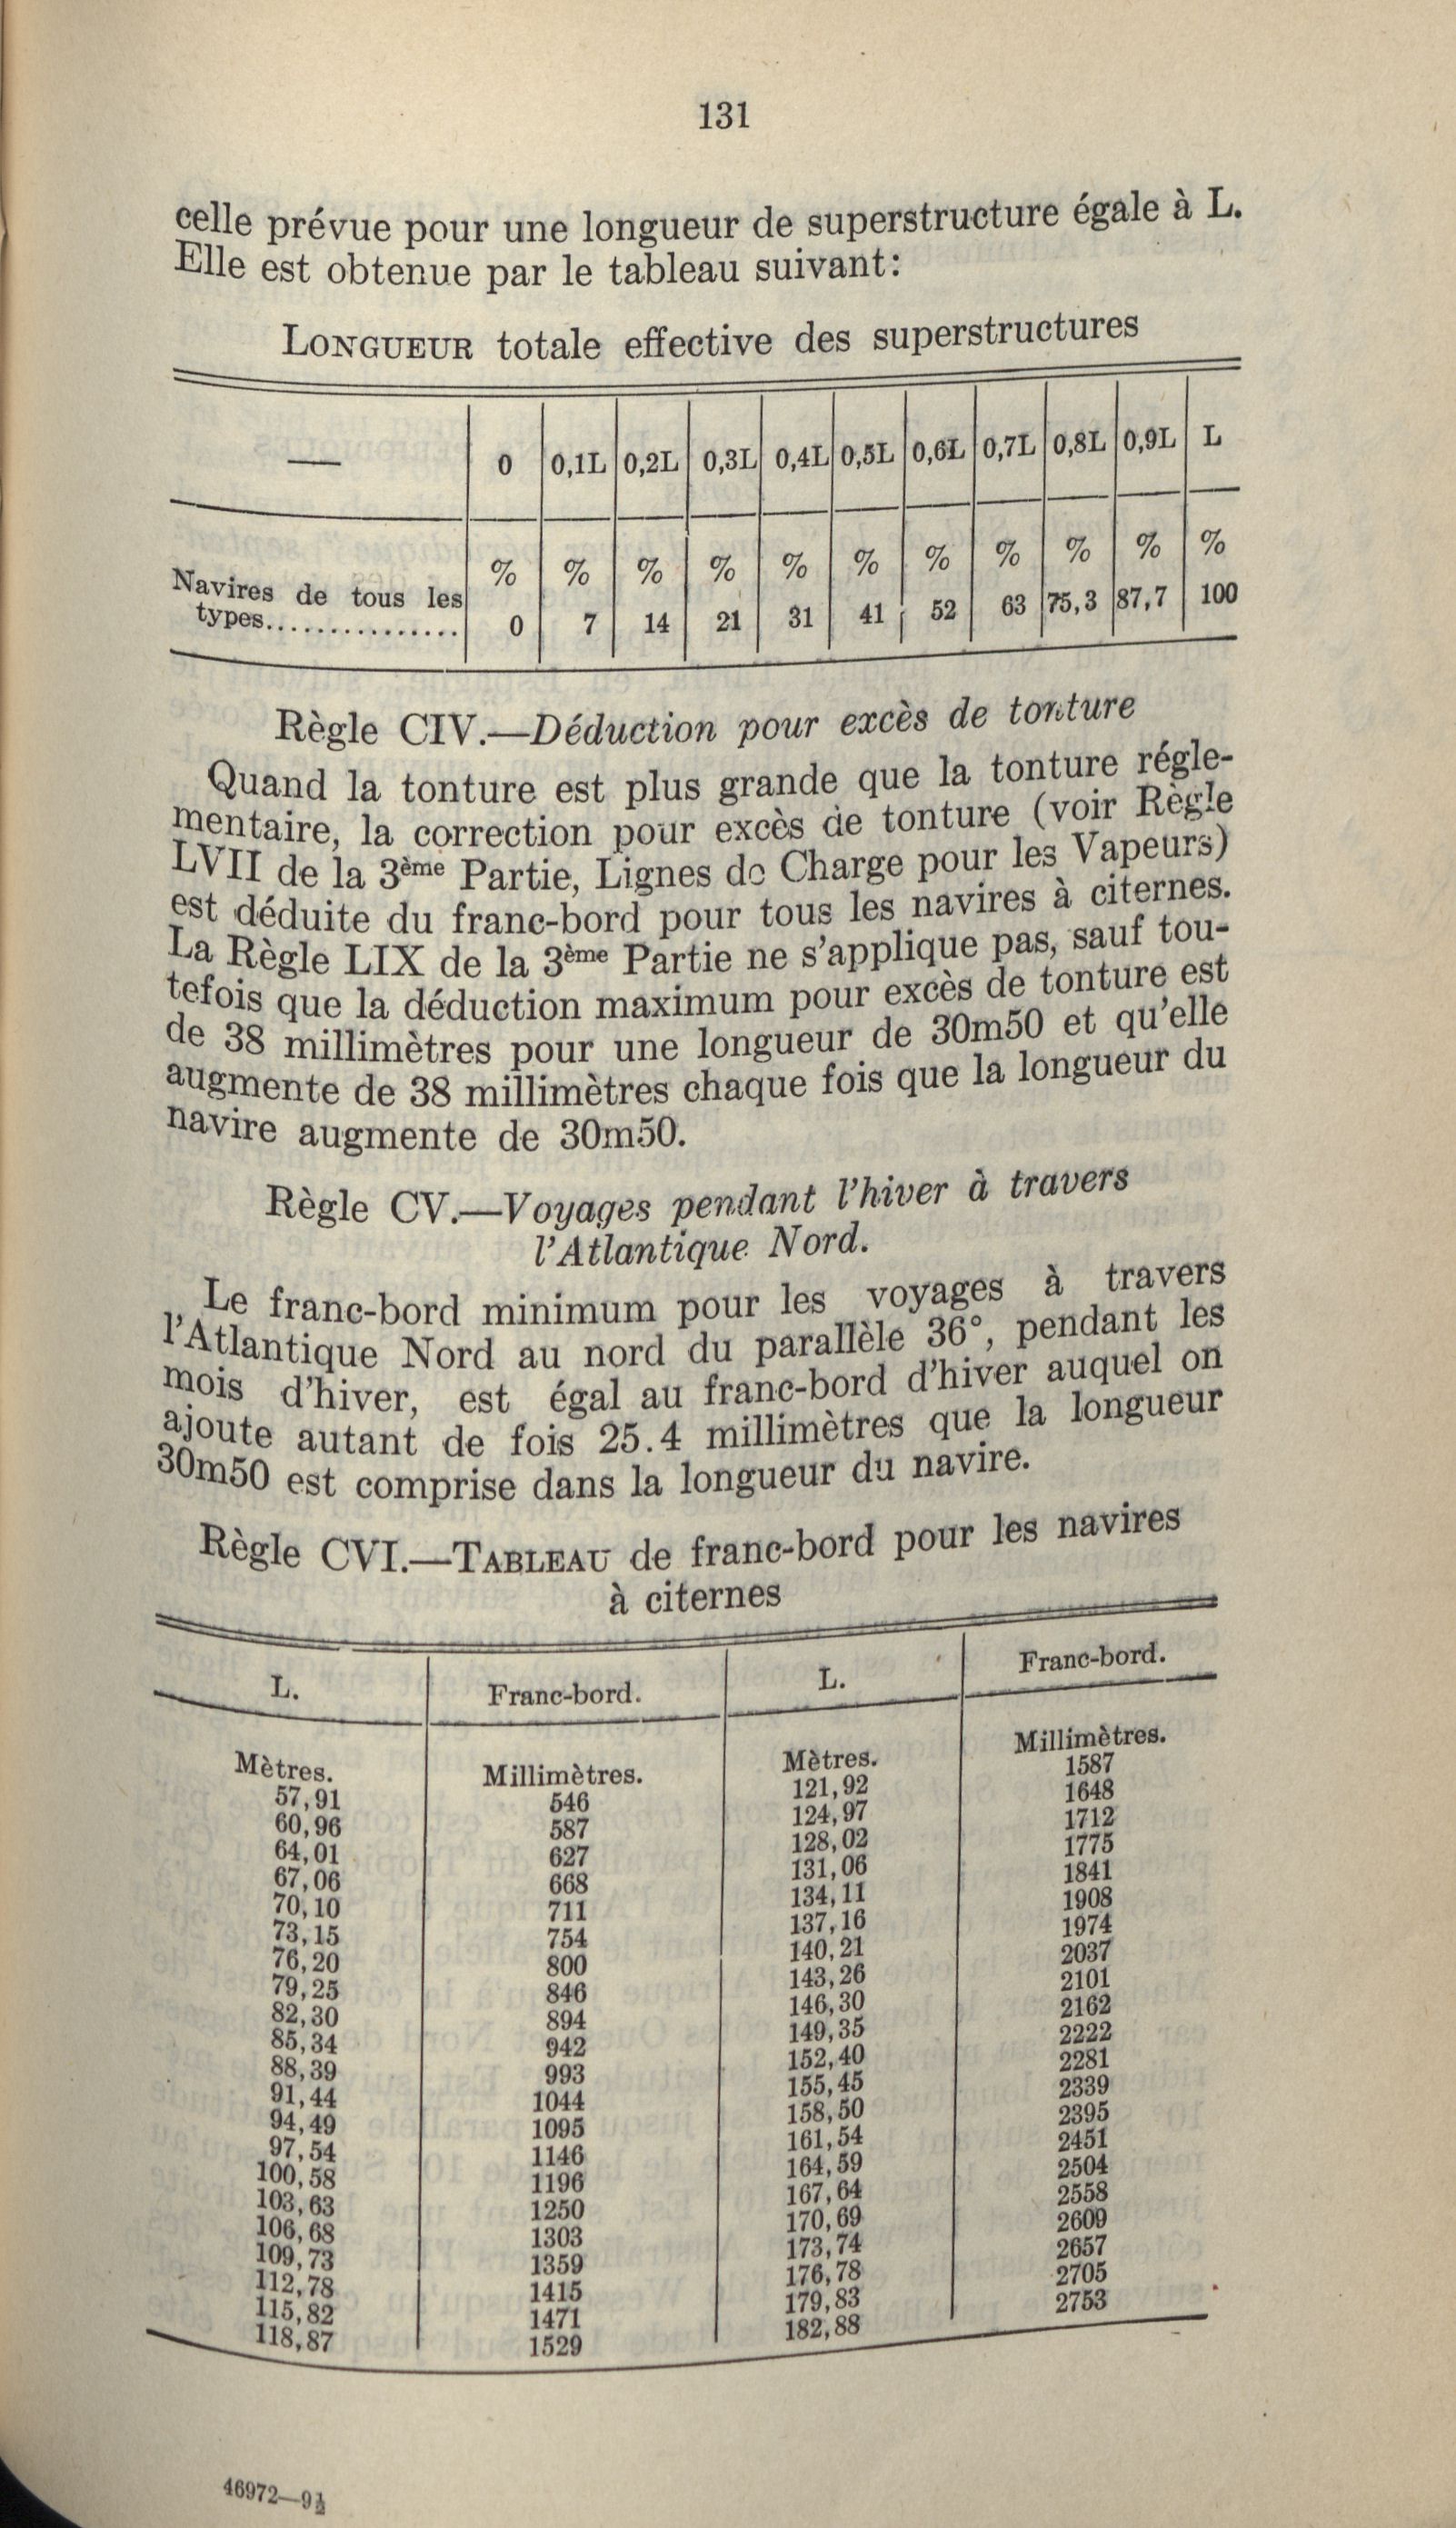 131
celle prévue pour une longueur de superstructure égale à L.
Elle est obtenue par le tableau suivant:
LONGUEUR totale effective des superstructures
— 0 0,1L 0,2L 0,3L 0,4L 0,5L 0,6L 0,7L 0,8L 0,9L L
% % % % % % % % % % %
Navires de tous les
types............... 0 7 14 21 31 41 52 63 75,3 87,7 100
Règle CIV.—Déduction pour excès de tonture
Quand la tonture est plus grande que la tonture régle-
mentaire, la correction pour excès de tonture (voir Règle
LVII de la 3ème Partie, Lignes de Charge pour les Vapeurs)
est déduite du franc-bord pour tous les navires à citernes.
La Règle LIX de la 3ème Partie ne s'applique pas, sauf tou-
tefois que la déduction maximum pour excès de tonture est
de 38 millimètres pour une longueur de 30m50 et qu'elle
augmente de 38 millimètres chaque fois que la longueur du
navire augmente de 30m50.
Règle CV.—Voyages pendant l'hiver à travers
l'Atlantique Nord.
Le franc-bord minimum pour les voyages à travers
l'Atlantique Nord au nord du parallèle 36°, pendant les
mois d'hiver, est égal au franc-bord d'hiver auquel on
ajoute autant de fois 25.4 millimètres que la longueur
30m50 est comprise dans la longueur du navire.
Règle CVI.—TABLEAU de franc-bord pour les navires
à citernes
L. Franc-bord. L. Franc-bord.
Mètres. Millimètres. Mètres. Millimètres.
57,91 546 121,92 1587
60,96 587 124,97 1648
64,01 627 128,02 1712
67,06 668 131,06 1775
70,10 711 134,11 1841
73,15 754 137,16 1908
76,20 800 140,21 1974
79,25 846 143,26 2037
82,30 894 146,30 2101
85,34 942 149,35 2162
88,39 993 152,40 2222
91,44 1044 155,45 2281
94,49 1095 158,50 2339
97,54 1146 161,54 2395
100,58 1196 164,59 2451
103,63 1250 167,64 2504
106,68 1303 170,69 2558
109,73 1359 173,74 2609
112,78 1415 176,78 2657
115,82 1471 179,83 2705
118,87 1529 182,88 2753
46972—9½